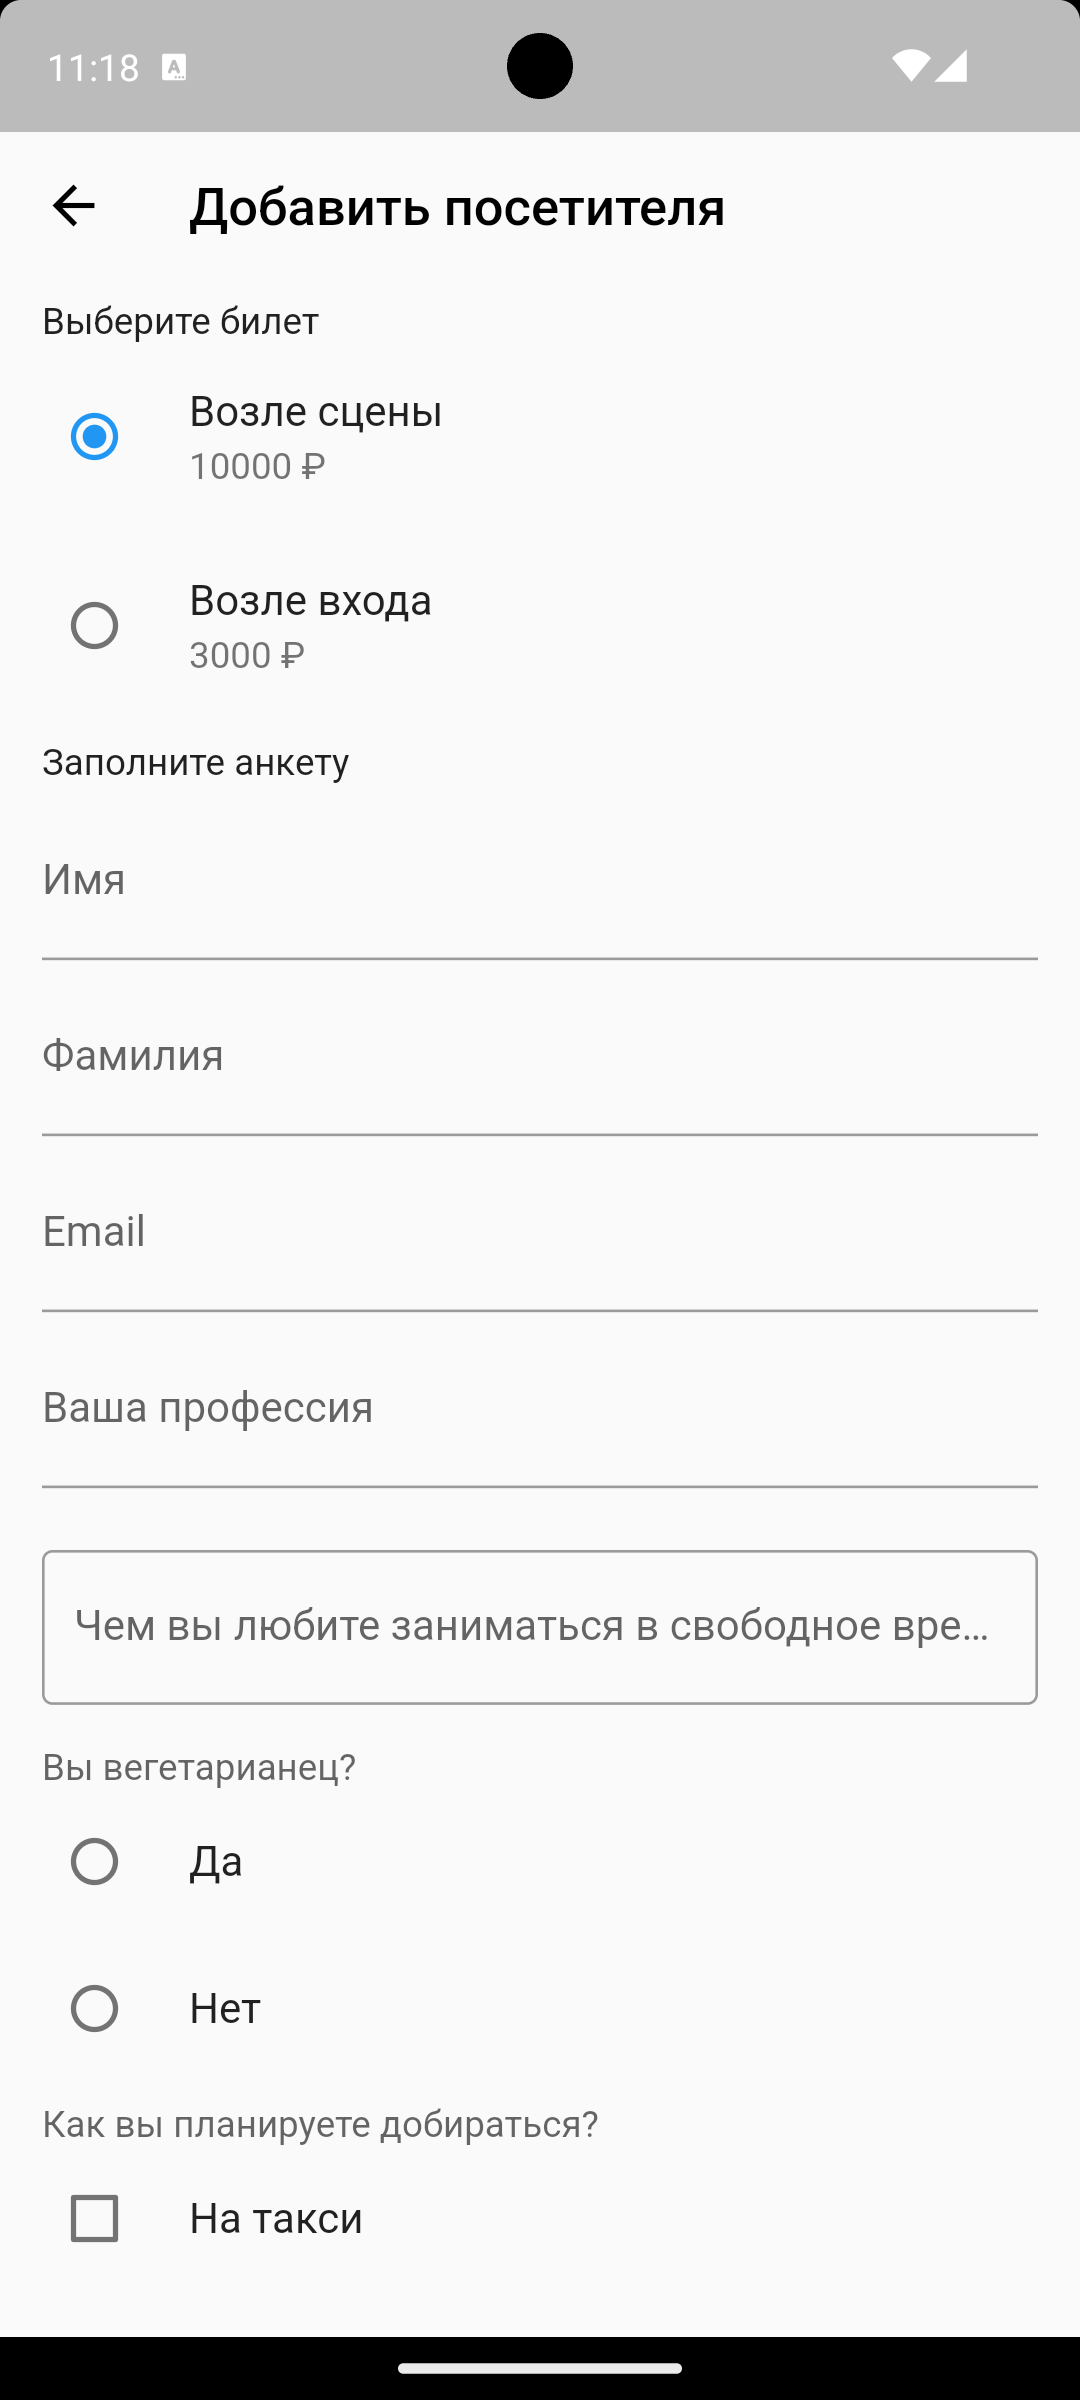 11:18
Добавить посетителя
Выберите билет
Возле сцены
10000 ₽
Возле входа
3000 ₽
Заполните анкету
Имя
Фамилия
Email
Ваша профессия
Чем вы любите заниматься в свободное вре...
Вы вегетарианец?
Да
Нет
Как вы планируете добираться?
На такси